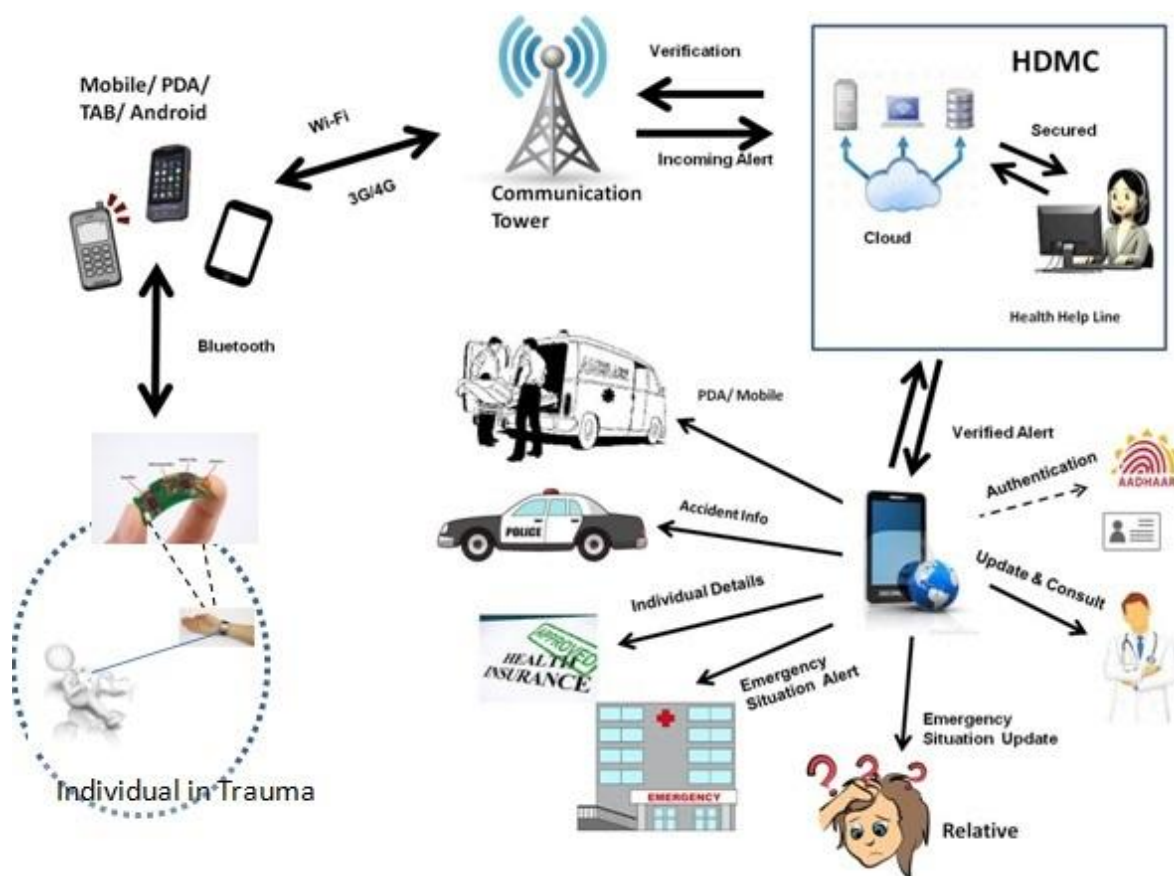 Mobile/ PDA/
TAB/ Android
Wi-Fi
3G/4G
Communication
Tower
Verification
Incoming Alert
HDMC
Secured
Cloud
Health Help Line
Bluetooth
PDA/ Mobile
Verified Alert
Authentication
AADHAAR
Accident Info
POLICE
Update & Consult
Individual Details
APPROVED
HEALTH
INSURANCE
Emergency
Situation Alert
EMERGENCY
Emergency
Situation Update
Relative
Individual in Trauma